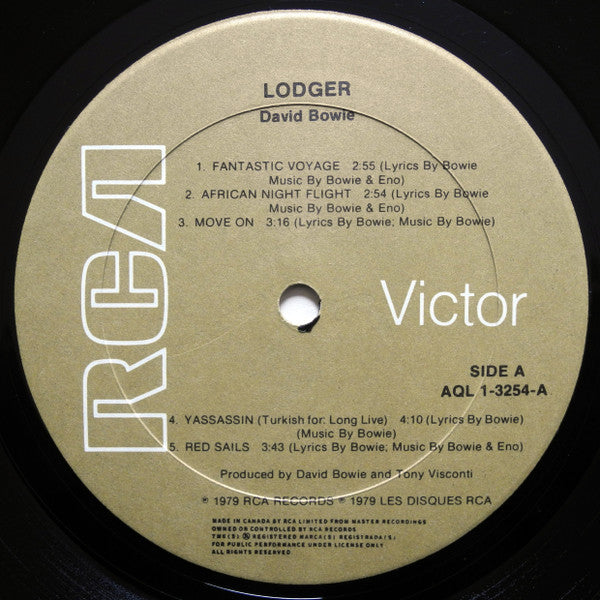 LODGER
David Bowie
1. FANTASTIC VOYAGE 2:55 (Lyrics By Bowie
Music By Bowie & Eno)
2. AFRICAN NIGHT FLIGHT 2:54 (Lyrics By Bowie
Music By Bowie & Eno)
3. MOVE ON 3:16 (Lyrics By Bowie; Music By Bowie)
RCA
Victor
SIDE A
AQL 1-3254-A
4. YASSASSIN (Turkish for: Long Live) 4:10 (Lyrics By Bowie)
(Music By Bowie)
5. RED SAILS 3:43 (Lyrics By Bowie; Music By Bowie & Eno)
Produced by David Bowie and Tony Visconti
℗ 1979 RCA RECORDS ℗ 1979 LES DISQUES RCA
MADE IN CANADA BY RCA LIMITED FROM MASTER RECORDINGS
OWNED OR CONTROLLED BY RCA RECORDS
TMK(S) ® REGISTERED MARCA(S) REGISTRADA(S)
FOR PUBLIC PERFORMANCE UNDER LICENSE ONLY
ALL RIGHTS RESERVED